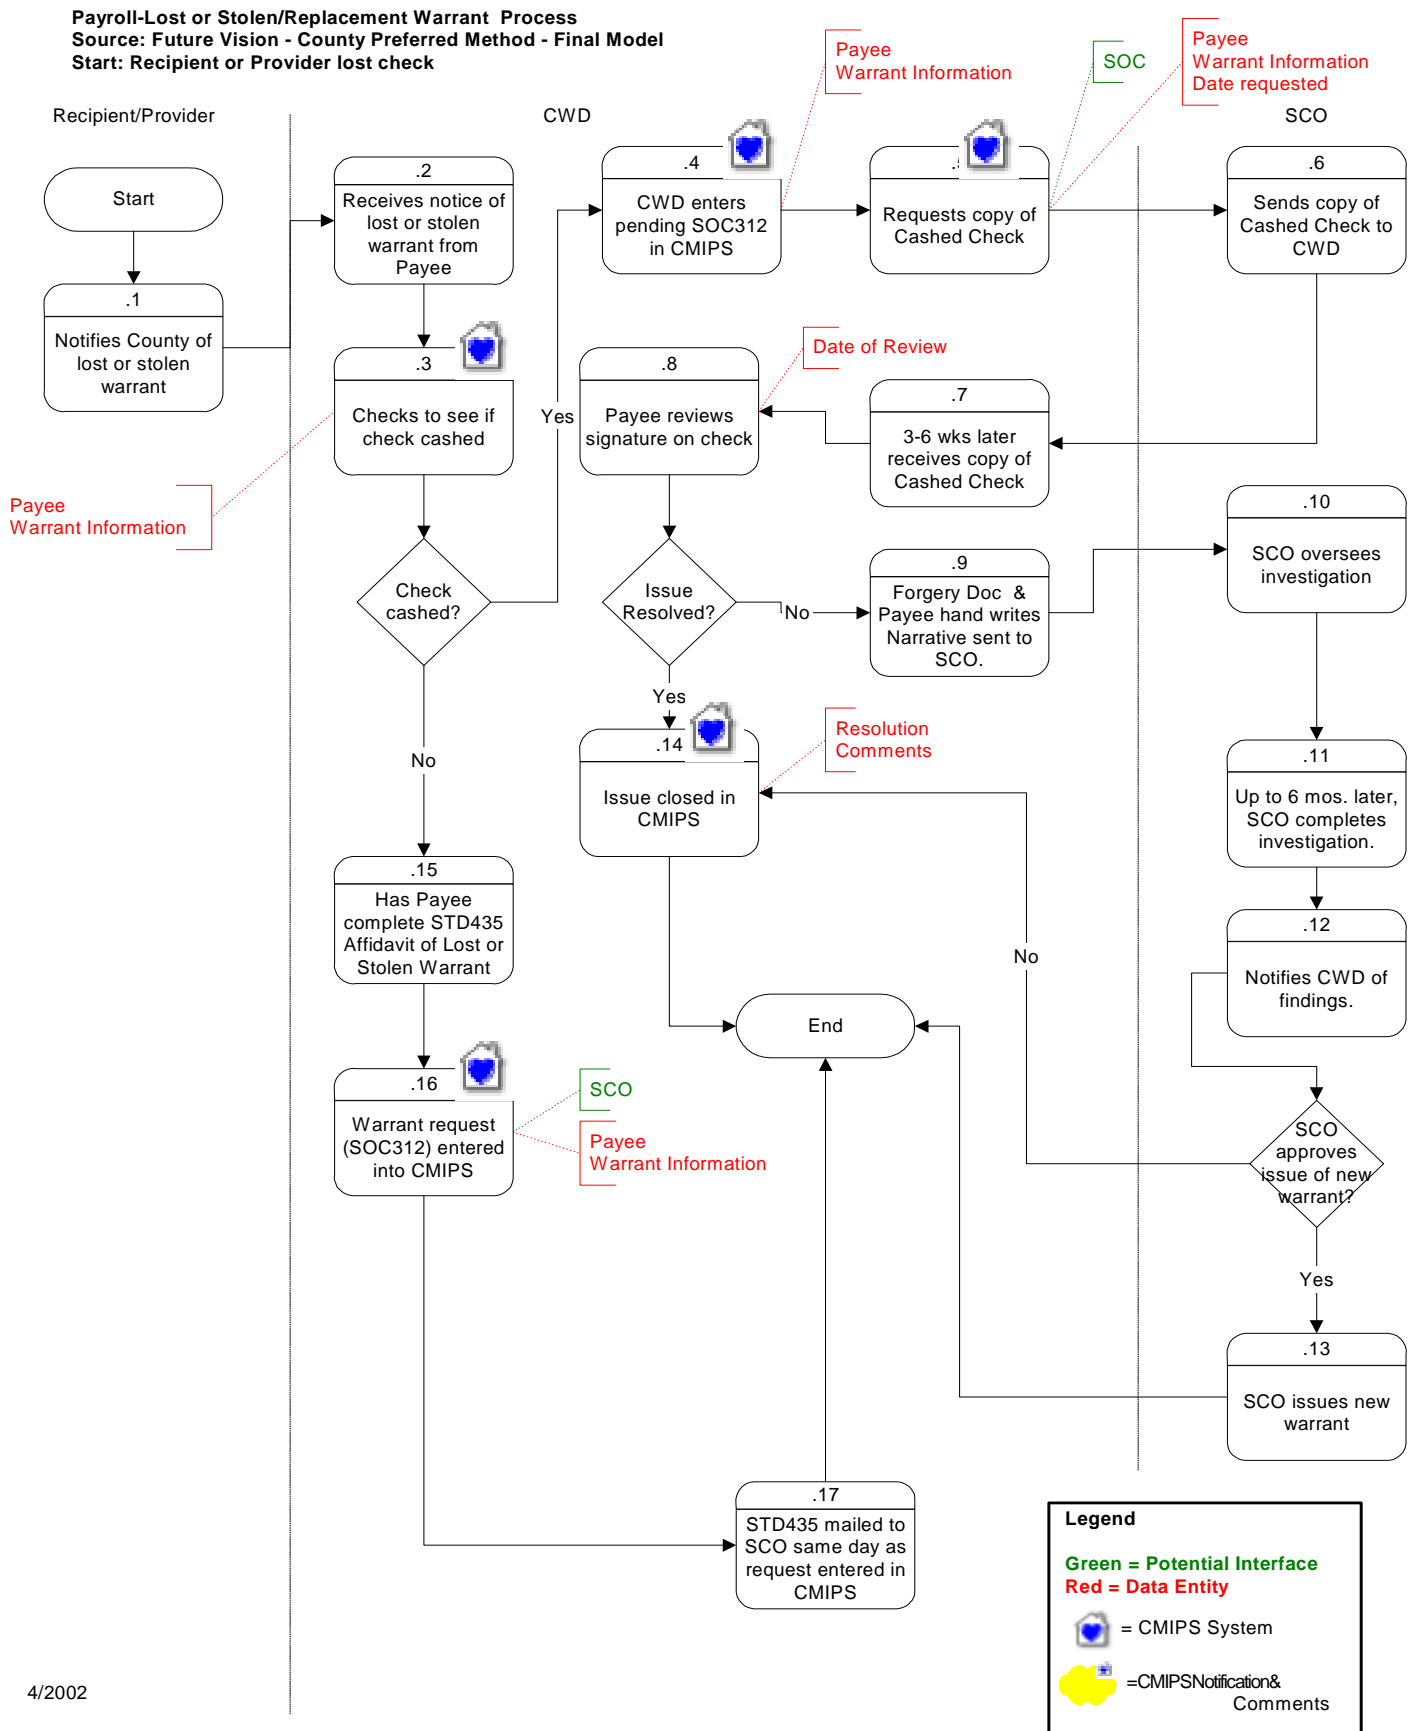 Payroll-Lost or Stolen/Replacement Warrant Process
Source: Future Vision - County Preferred Method - Final Model
Start: Recipient or Provider lost check
Payee
Warrant Information
SOC
Payee
Warrant Information
Date requested
Recipient/Provider
CWD
SCO
Start
.1
Notifies County of
lost or stolen
warrant
.2
Receives notice of
lost or stolen
warrant from
Payee
.3
Checks to see if
check cashed
Payee
Warrant Information
Check
cashed?
Yes
No
.4
CWD enters
pending SOC312
in CMIPS
Requests copy of
Cashed Check
.6
Sends copy of
Cashed Check to
CWD
.7
3-6 wks later
receives copy of
Cashed Check
Date of Review
.8
Payee reviews
signature on check
Issue
Resolved?
No
Yes
.9
Forgery Doc &
Payee hand writes
Narrative sent to
SCO.
.10
SCO oversees
investigation
.11
Up to 6 mos. later,
SCO completes
investigation.
.12
Notifies CWD of
findings.
SCO
approves
issue of new
warrant?
No
Yes
.13
SCO issues new
warrant
.14
Issue closed in
CMIPS
Resolution
Comments
.15
Has Payee
complete STD435
Affidavit of Lost or
Stolen Warrant
.16
Warrant request
(SOC312) entered
into CMIPS
SCO
Payee
Warrant Information
End
.17
STD435 mailed to
SCO same day as
request entered in
CMIPS
Legend
Green = Potential Interface
Red = Data Entity
= CMIPS System
=CMIPSNotification&
Comments
4/2002